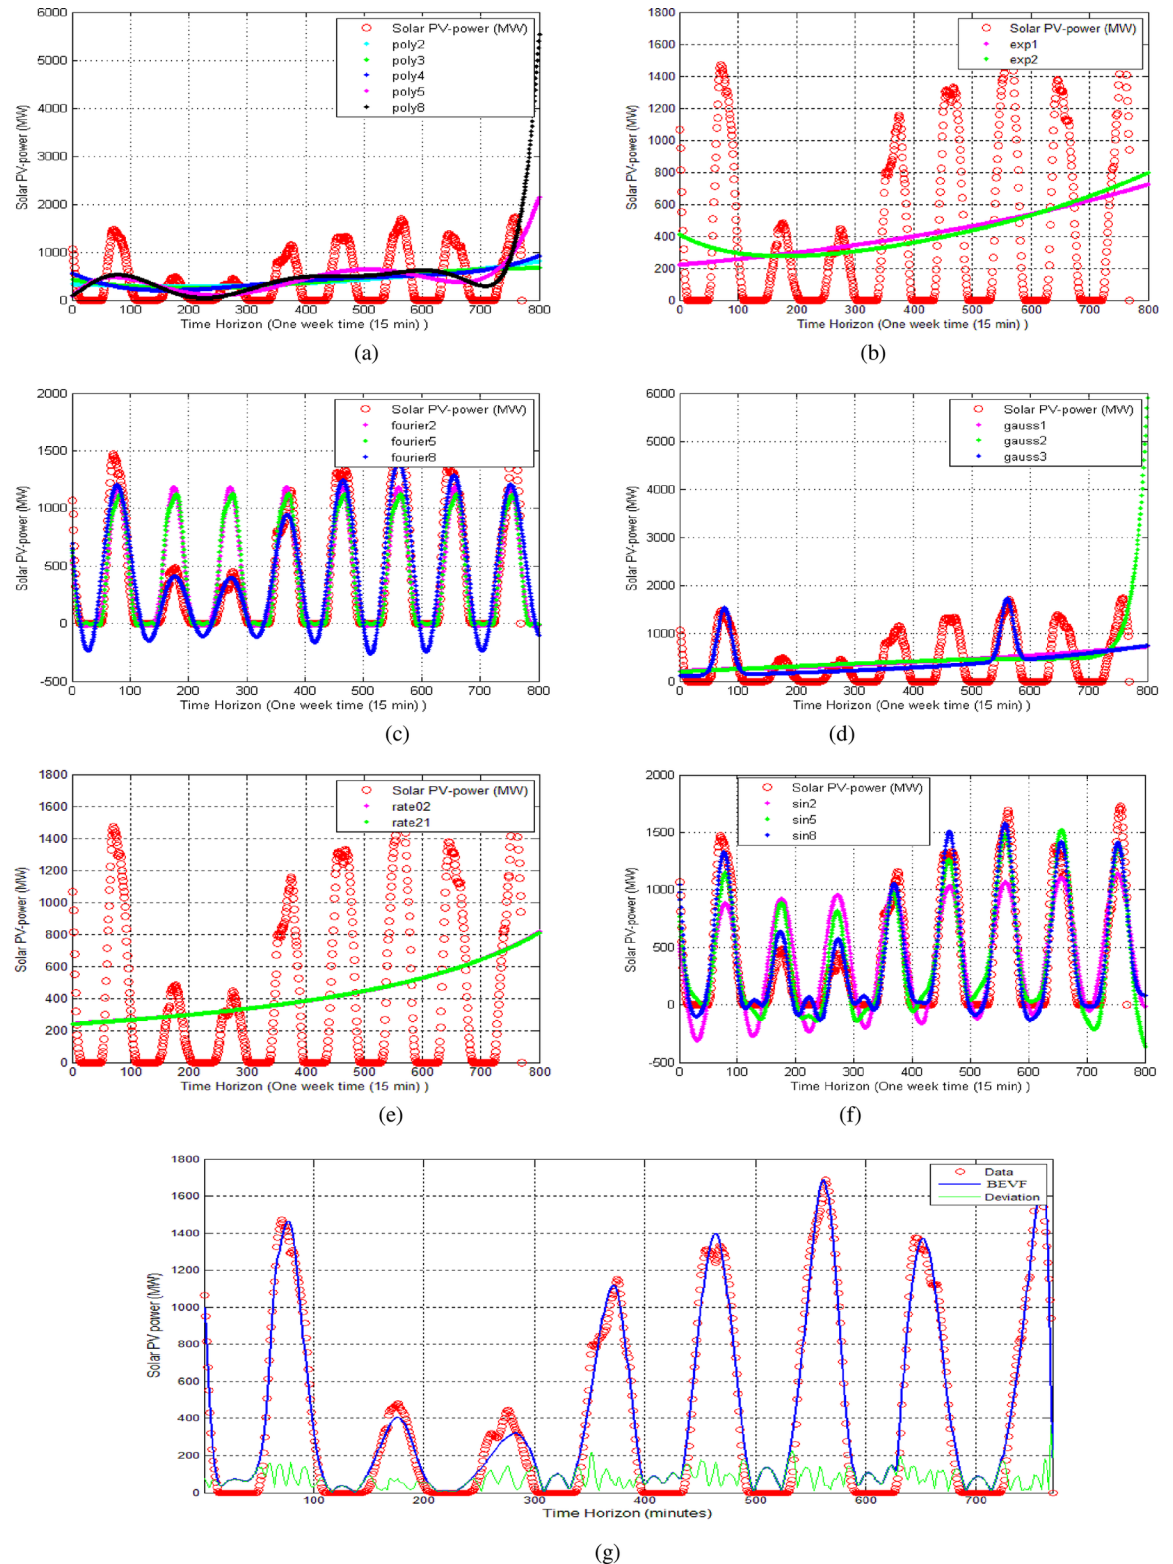 6000
5000
4000
3000
2000
1000
0
Solar PV-power (MW)
Solar PV-power (MW)
poly2
poly3
poly4
poly5
poly8
0 100 200 300 400 500 600 700 800
Time Horizon (One week time (15 min) )
(a)
1800
1600
1400
1200
1000
800
600
400
200
0
Solar PV-power (MW)
Solar PV-power (MW)
exp1
exp2
0 100 200 300 400 500 600 700 800
Time Horizon (One week time (15 min) )
(b)
2000
1500
1000
500
0
-500
Solar PV-power (MW)
Solar PV-power (MW)
fourier2
fourier5
fourier8
0 100 200 300 400 500 600 700 800
Time Horizon (One week time (15 min) )
(c)
6000
5000
4000
3000
2000
1000
0
Solar PV-power (MW)
Solar PV-power (MW)
gauss1
gauss2
gauss3
0 100 200 300 400 500 600 700 800
Time Horizon (One week time (15 min) )
(d)
1800
1600
1400
1200
1000
800
600
400
200
0
Solar PV-power (MW)
Solar PV-power (MW)
rate02
rate21
0 100 200 300 400 500 600 700 800
Time Horizon (One week time (15 min) )
(e)
2000
1500
1000
500
0
-500
Solar PV-power (MW)
Solar PV-power (MW)
sin2
sin5
sin8
0 100 200 300 400 500 600 700 800
Time Horizon (One week time (15 min) )
(f)
1800
1600
1400
1200
1000
800
600
400
200
0
Solar PV power (MW)
Data
BEVF
Deviation
100 200 300 400 500 600 700
Time Horizon (minutes)
(g)